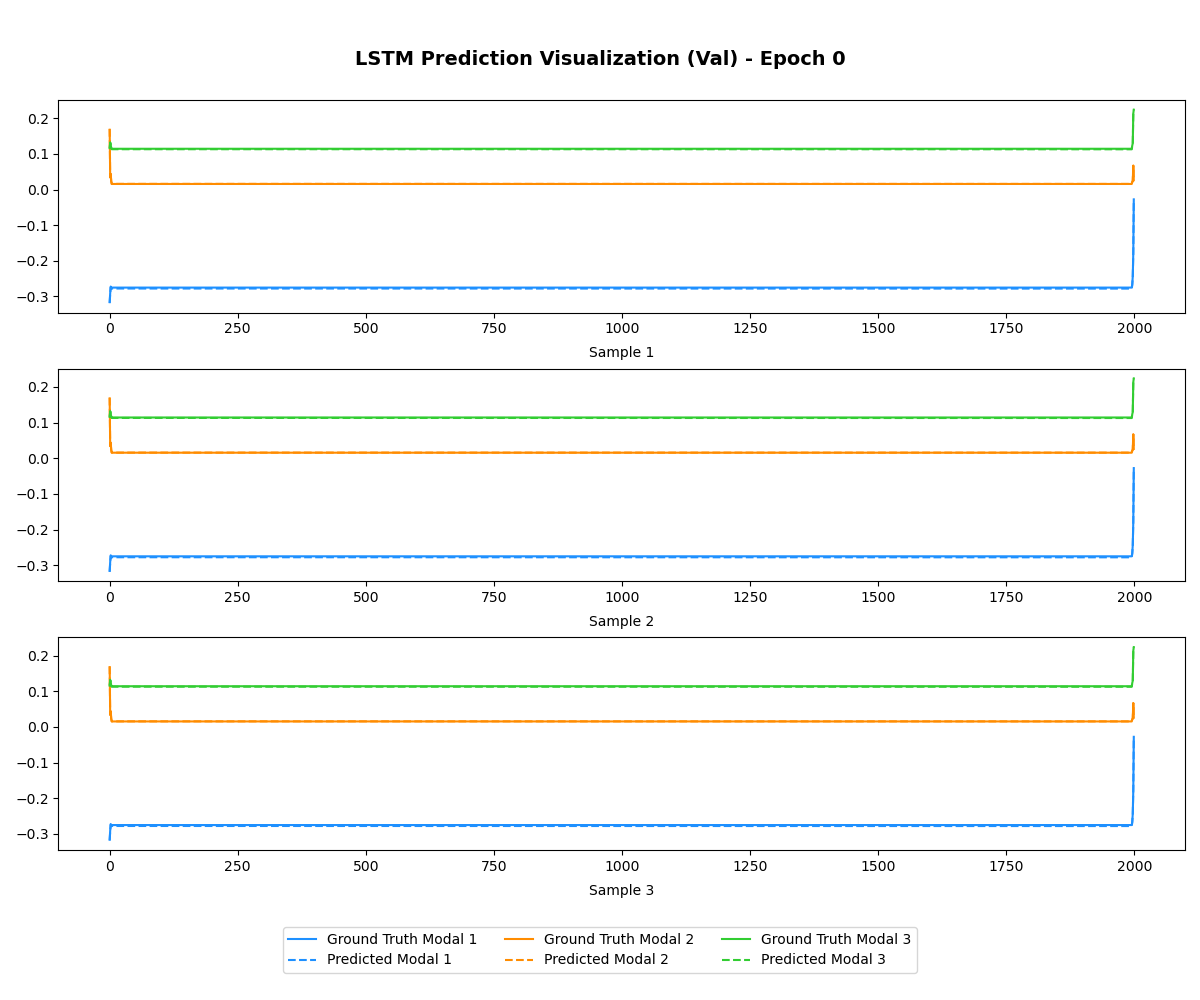 LSTM Prediction Visualization (Val) - Epoch 0
0.2
0.1
0.0
−0.1
−0.2
−0.3
0 250 500 750 1000 1250 1500 1750 2000
Sample 1
0.2
0.1
0.0
−0.1
−0.2
−0.3
0 250 500 750 1000 1250 1500 1750 2000
Sample 2
0.2
0.1
0.0
−0.1
−0.2
−0.3
0 250 500 750 1000 1250 1500 1750 2000
Sample 3
Ground Truth Modal 1 Ground Truth Modal 2 Ground Truth Modal 3
Predicted Modal 1 Predicted Modal 2 Predicted Modal 3